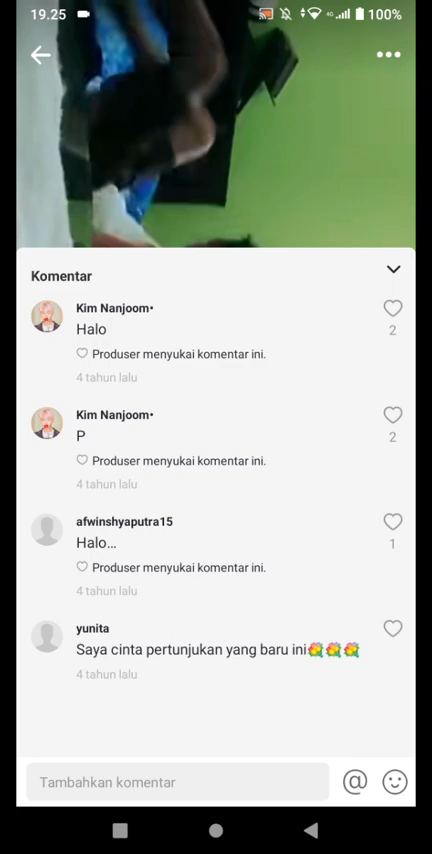 19.25
4G
100%
Komentar
Kim Nanjoom•
Halo
2
Produser menyukai komentar ini.
4 tahun lalu
Kim Nanjoom•
P
2
Produser menyukai komentar ini.
4 tahun lalu
afwinshyaputra15
Halo...
1
Produser menyukai komentar ini.
4 tahun lalu
yunita
Saya cinta pertunjukan yang baru ini💐💐💐
4 tahun lalu
Tambahkan komentar
@